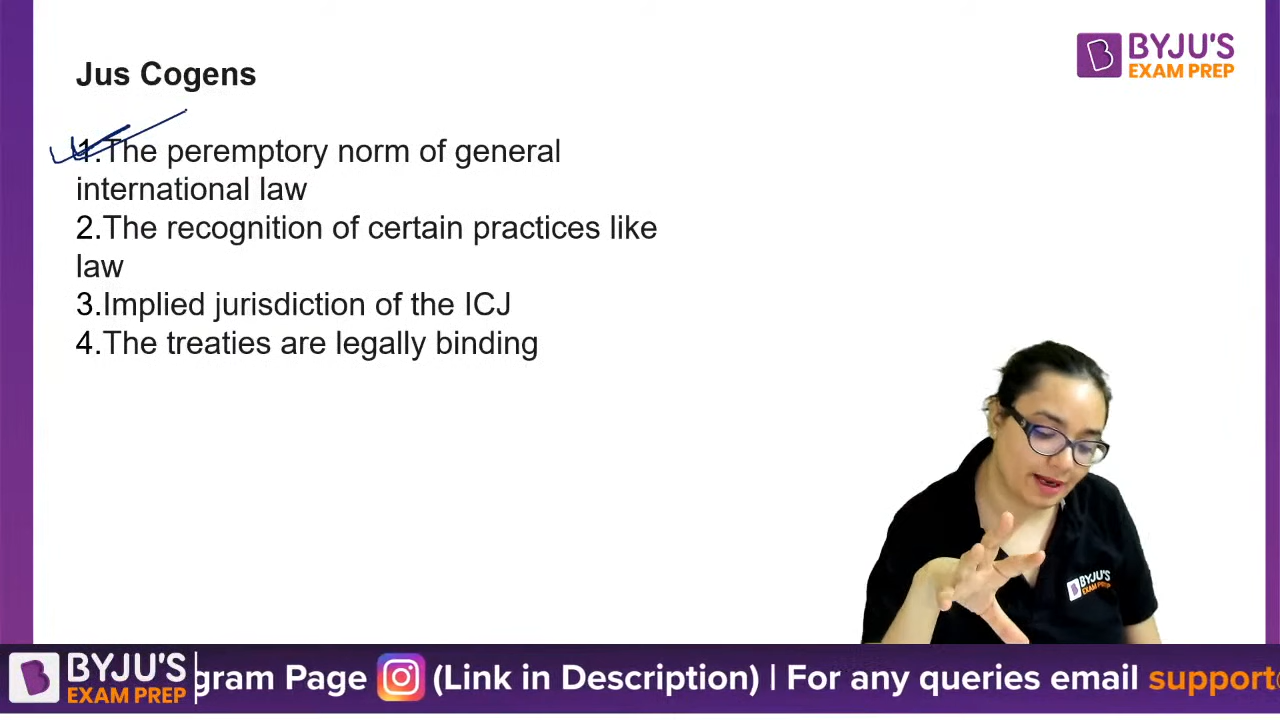 Jus Cogens
BYJU'S
EXAM PREP
1.The peremptory norm of general
international law
2.The recognition of certain practices like
law
3.Implied jurisdiction of the ICJ
4.The treaties are legally binding
BYJU'S
EXAM PREP
BYJU'S
EXAM PREP
gram Page (Link in Description) | For any queries email support